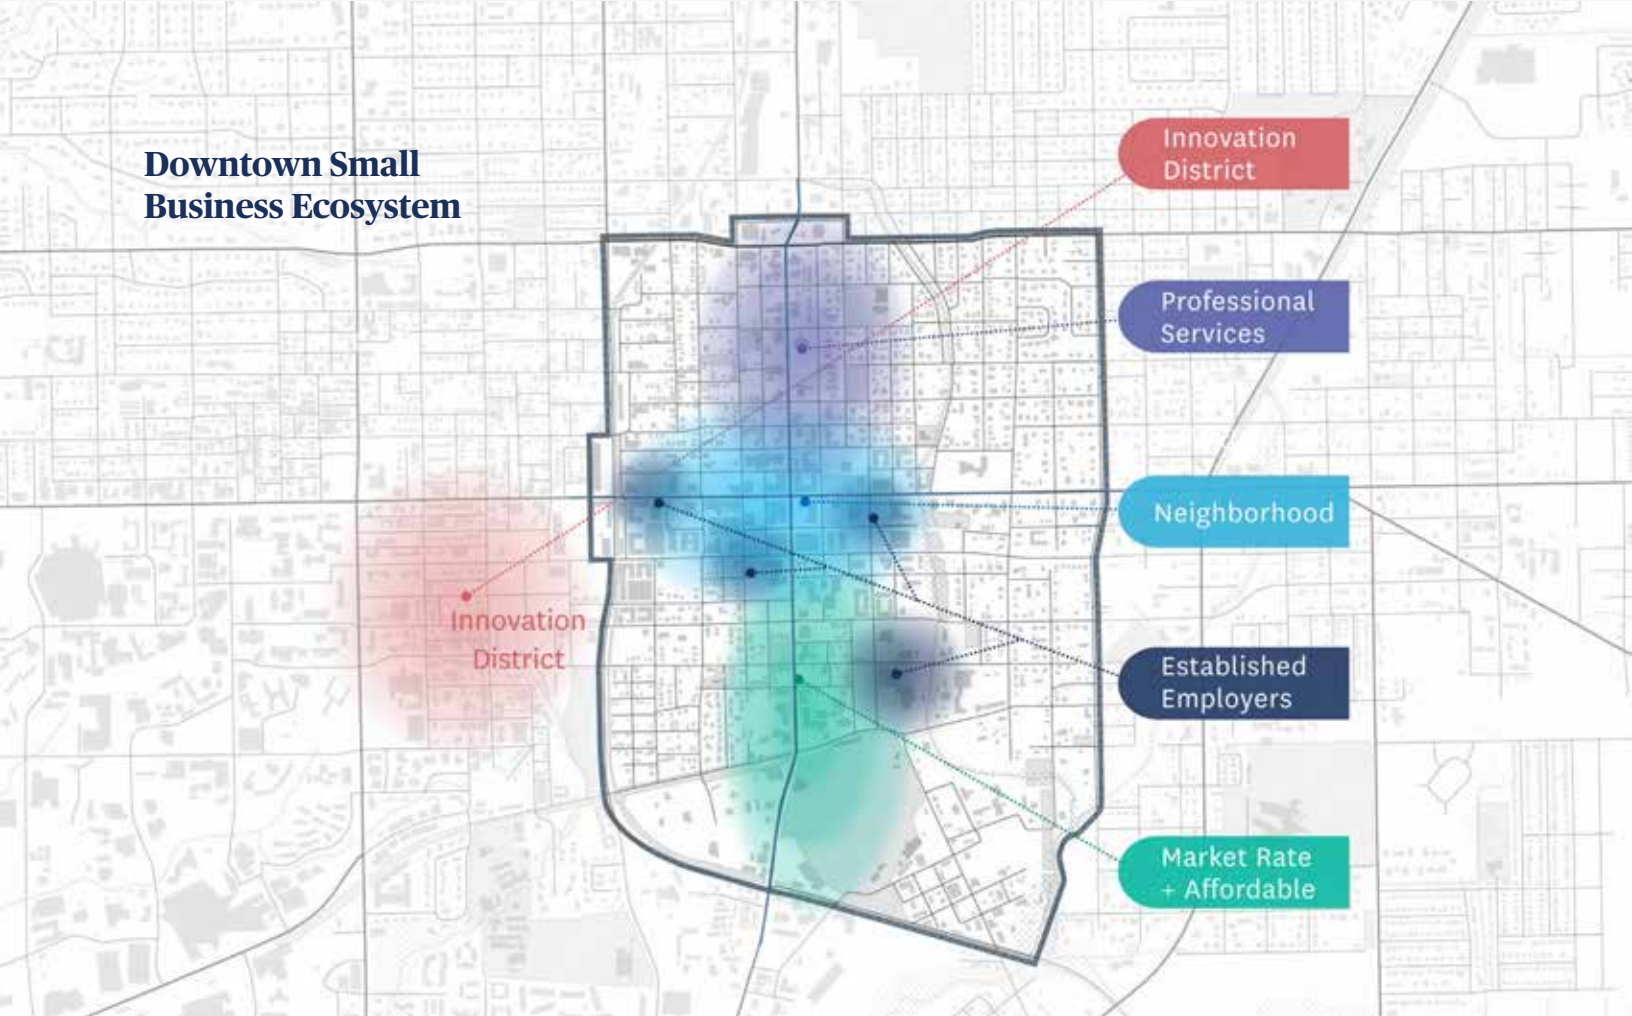 Downtown Small
Business Ecosystem
Innovation
District
Professional
Services
Neighborhood
Innovation
District
Established
Employers
Market Rate
+ Affordable